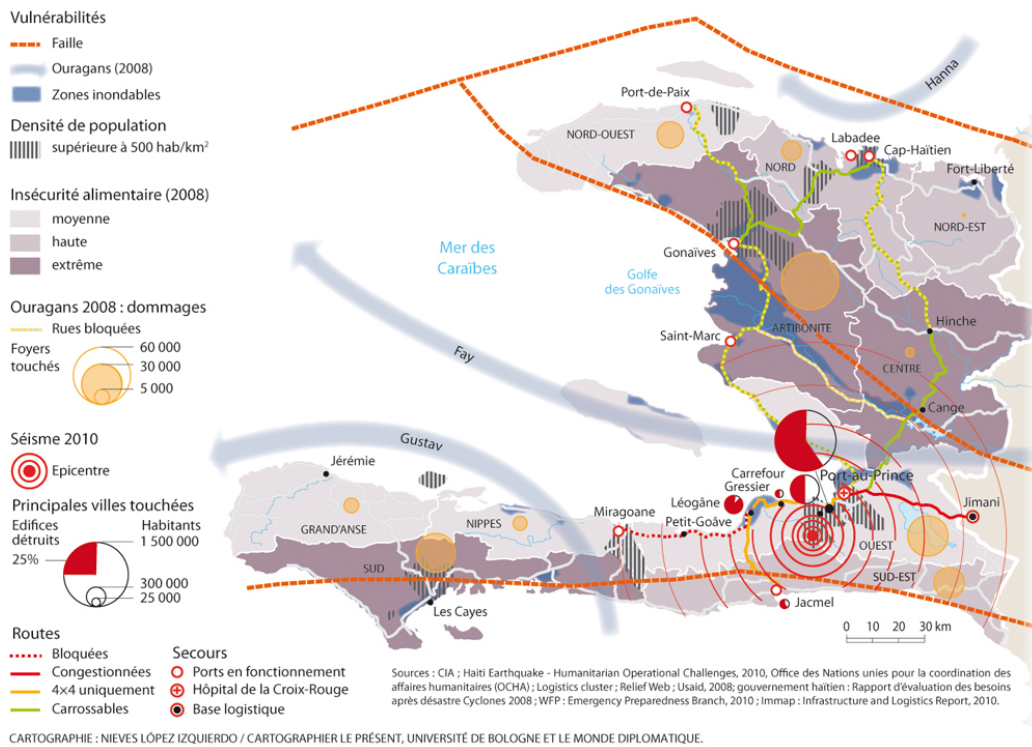 Vulnérabilités
Faille
Ouragans (2008)
Zones inondables
Densité de population
supérieure à 500 hab/km²
Insécurité alimentaire (2008)
moyenne
haute
extrême
Ouragans 2008 : dommages
Rues bloquées
Foyers
touchés
60 000
30 000
5 000
Séisme 2010
Epicentre
Principales villes touchées
Edifices
détruits
25%
Habitants
1 500 000
300 000
25 000
Routes
Bloquées
Congestionnées
4×4 uniquement
Carrossables
Secours
Ports en fonctionnement
Hôpital de la Croix-Rouge
Base logistique
Hanna
Port-de-Paix
NORD-OUEST
Labadee
Cap-Haïtien
NORD
Fort-Liberté
NORD-EST
Mer des
Caraïbes
Gonaïves
Golfe
des Gonaïves
Hinche
ARTIBONITE
Saint-Marc
Fay
CENTRE
Cange
Gustav
Jérémie
Port-au-Prince
Carrefour
Gressier
Léogâne
Jimani
Miragoane
Petit-Goâve
GRAND'ANSE
NIPPES
OUEST
SUD
SUD-EST
Les Cayes
Jacmel
0 10 20 30 km
Sources : CIA ; Haiti Earthquake - Humanitarian Operational Challenges, 2010, Office des Nations unies pour la coordination des
affaires humanitaires (OCHA) ; Logistics cluster ; Relief Web ; Usaid, 2008; gouvernement haïtien : Rapport d'évaluation des besoins
après désastre Cyclones 2008 ; WFP : Emergency Preparedness Branch, 2010 ; Immap : Infrastructure and Logistics Report, 2010.
CARTOGRAPHIE : NIEVES LÓPEZ IZQUIERDO / CARTOGRAPHIER LE PRÉSENT, UNIVERSITÉ DE BOLOGNE ET LE MONDE DIPLOMATIQUE.